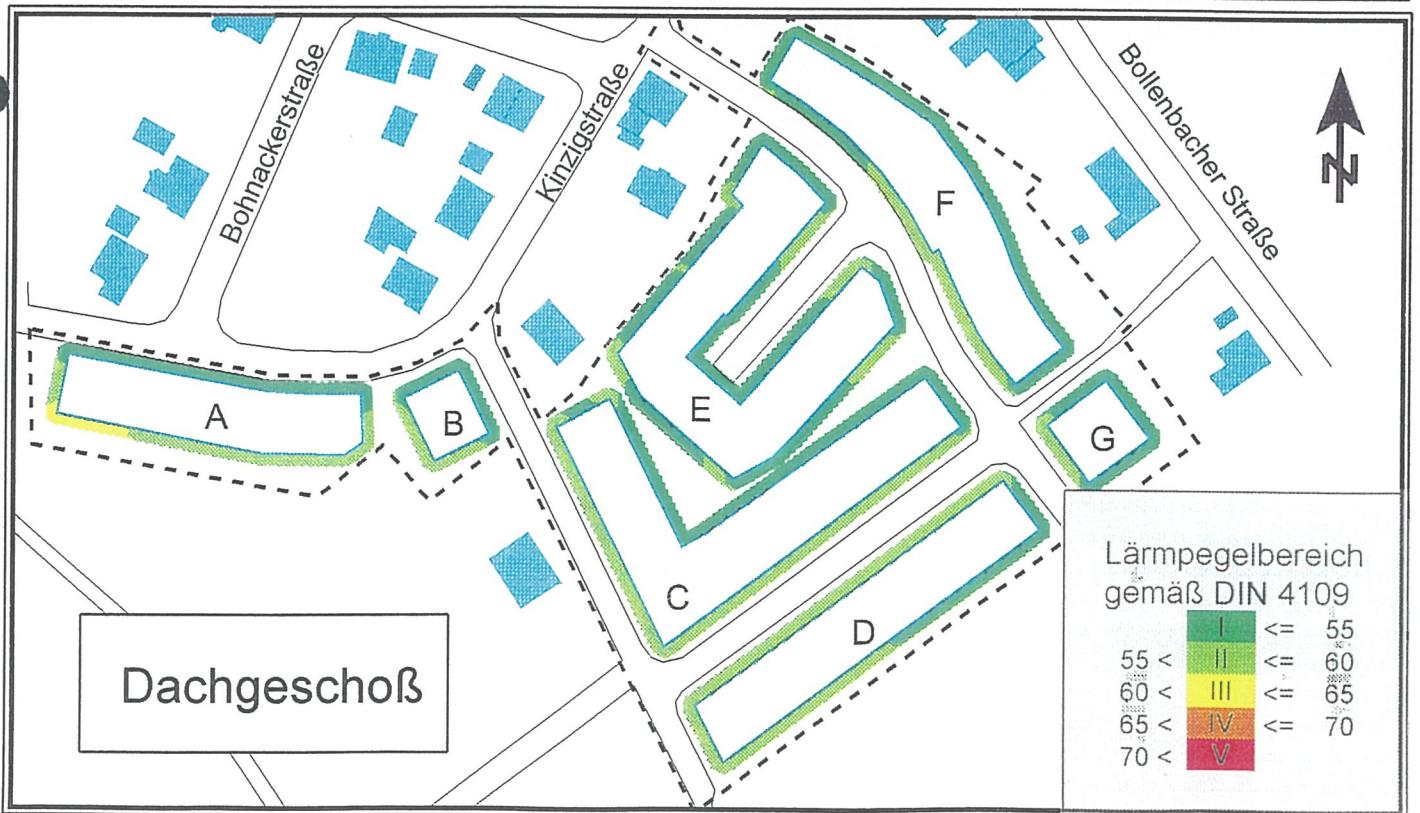 Bohnackerstraße
Kinzigstraße
Bollenbacher Straße
N
F
A
B
E
G
C
D
Dachgeschoß
Lärmpegelbereich
gemäß DIN 4109
I <= 55
55 < II <= 60
60 < III <= 65
65 < IV <= 70
70 < V